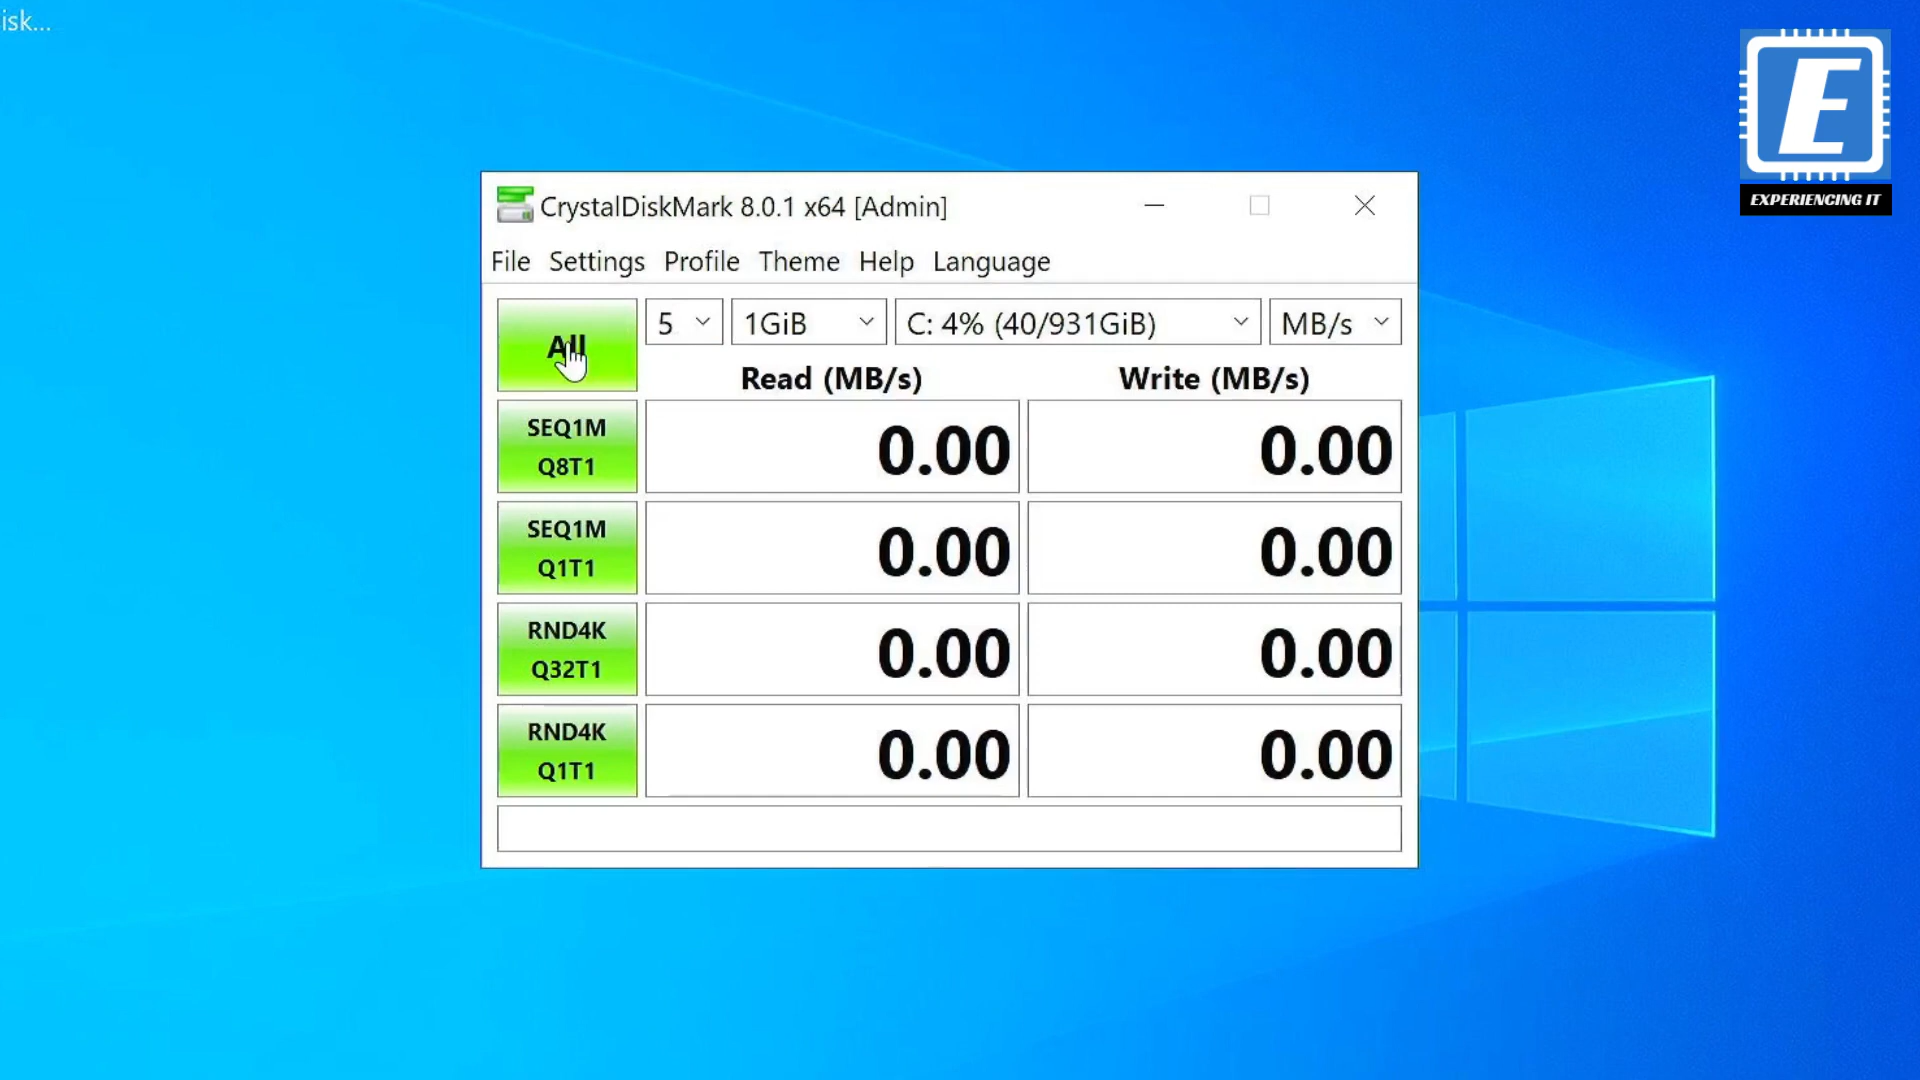 isk...
E
EXPERIENCING IT
CrystalDiskMark 8.0.1 x64 [Admin]
File Settings Profile Theme Help Language
All 5 1GiB C: 4% (40/931GiB) MB/s
Read (MB/s) Write (MB/s)
SEQ1M
Q8T1 0.00 0.00
SEQ1M
Q1T1 0.00 0.00
RND4K
Q32T1 0.00 0.00
RND4K
Q1T1 0.00 0.00